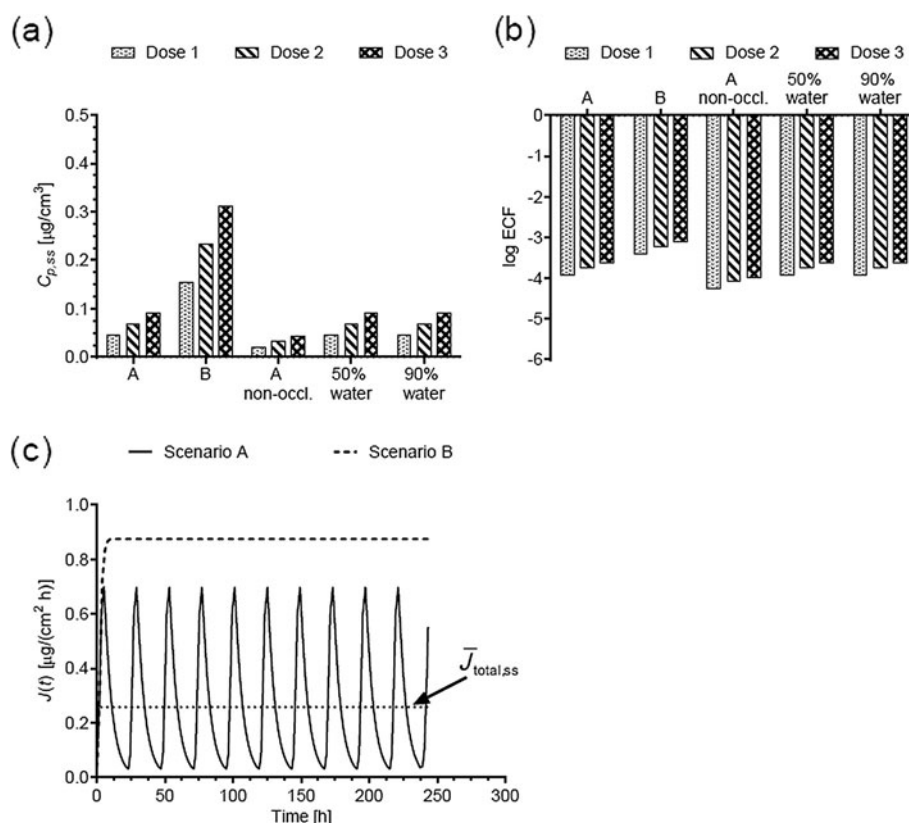 (a)
Dose 1 Dose 2 Dose 3
0.5
0.4
0.3
0.2
0.1
0.0
C_{p,ss} [µg/cm³]
A B A 50% 90%
non-occl. water water
(b)
Dose 1 Dose 2 Dose 3
A 50% 90%
A B non-occl. water water
0
-1
-2
-3
-4
-5
-6
log ECF
(c)
Scenario A Scenario B
1.0
0.8
0.6
0.4
0.2
0.0
J(t) [µg/(cm² h)]
J̅_{total,ss}
0 50 100 150 200 250 300
Time [h]